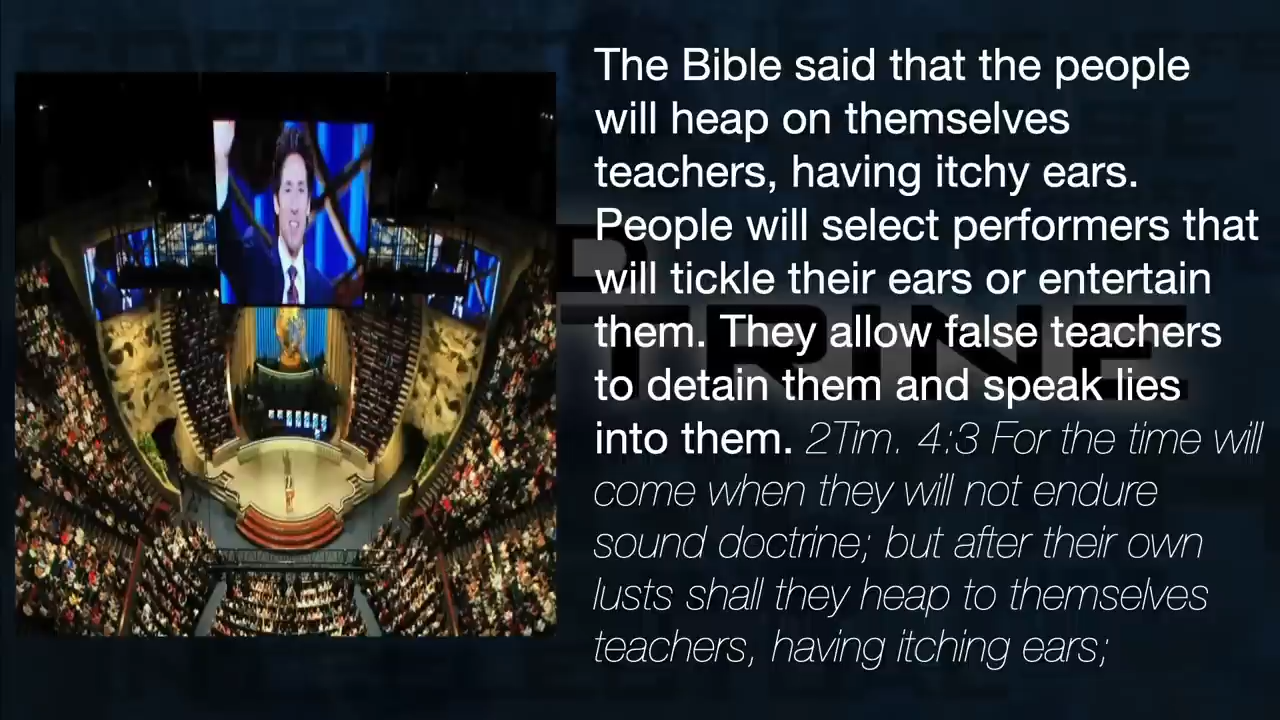 The Bible said that the people
will heap on themselves
teachers, having itchy ears.
People will select performers that
will tickle their ears or entertain
them. They allow false teachers
to detain them and speak lies
into them. 2Tim. 4:3 For the time will
come when they will not endure
sound doctrine; but after their own
lusts shall they heap to themselves
teachers, having itching ears;